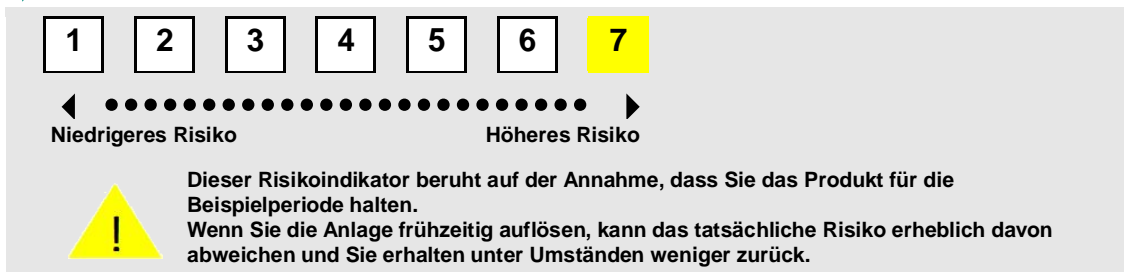 1 2 3 4 5 6 7
Niedrigeres Risiko Höheres Risiko
Dieser Risikoindikator beruht auf der Annahme, dass Sie das Produkt für die
Beispielperiode halten.
!
Wenn Sie die Anlage frühzeitig auflösen, kann das tatsächliche Risiko erheblich davon
abweichen und Sie erhalten unter Umständen weniger zurück.